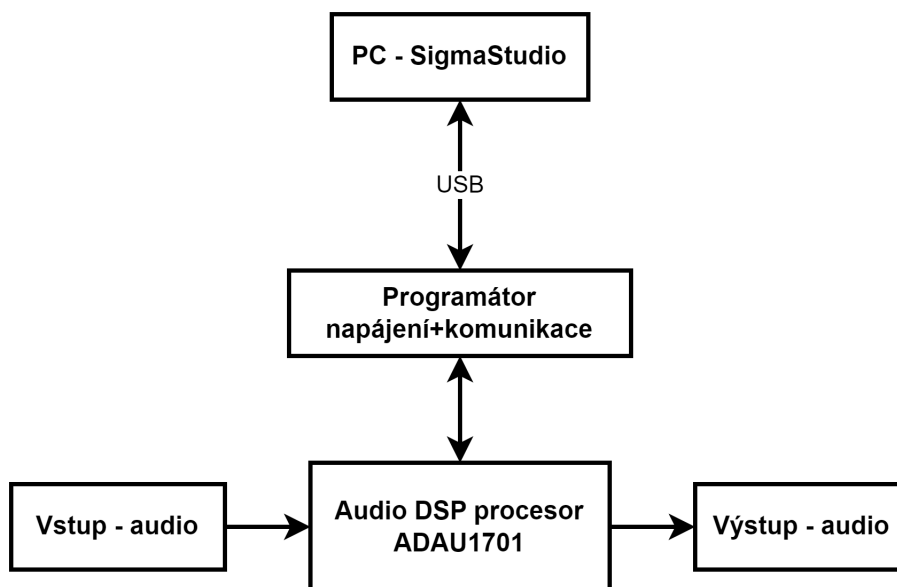 PC - SigmaStudio
USB
Programátor
napájení+komunikace
Vstup - audio
Audio DSP procesor
ADAU1701
Výstup - audio